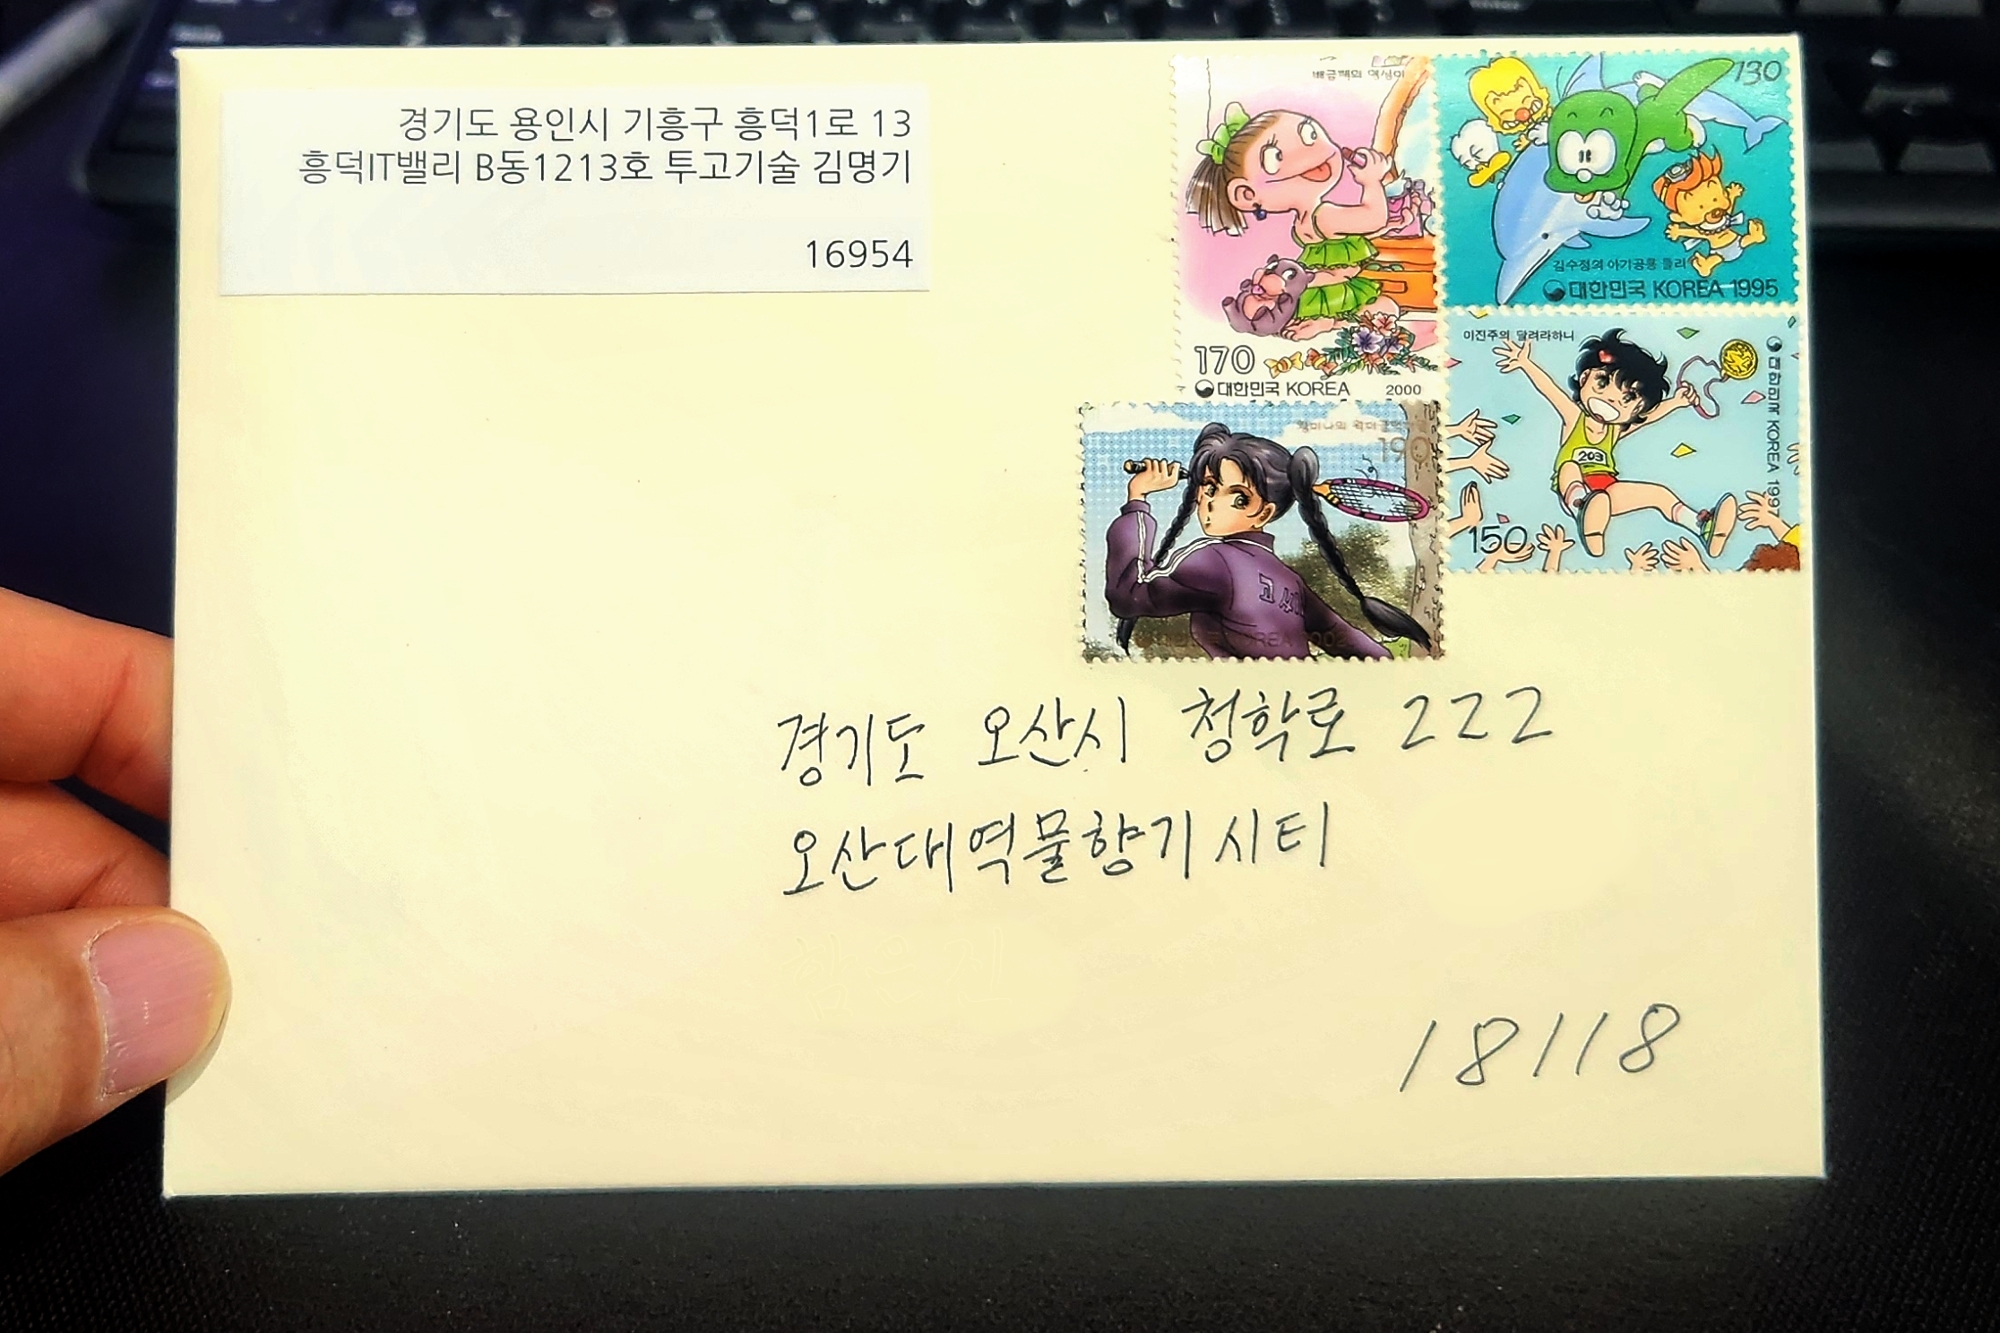 경기도 용인시 기흥구 흥덕1로 13
흥덕IT밸리 B동1213호 투고기술 김명기
16954
배금택의 역심이
170
대한민국 KOREA 2000
130
김수정의 아기공룡 둘리
대한민국 KOREA 1995
이진주의 달려라하니
대한민국 KOREA
150
190
경기도 오산시 청학로 222
오산대역물향기시티
18118